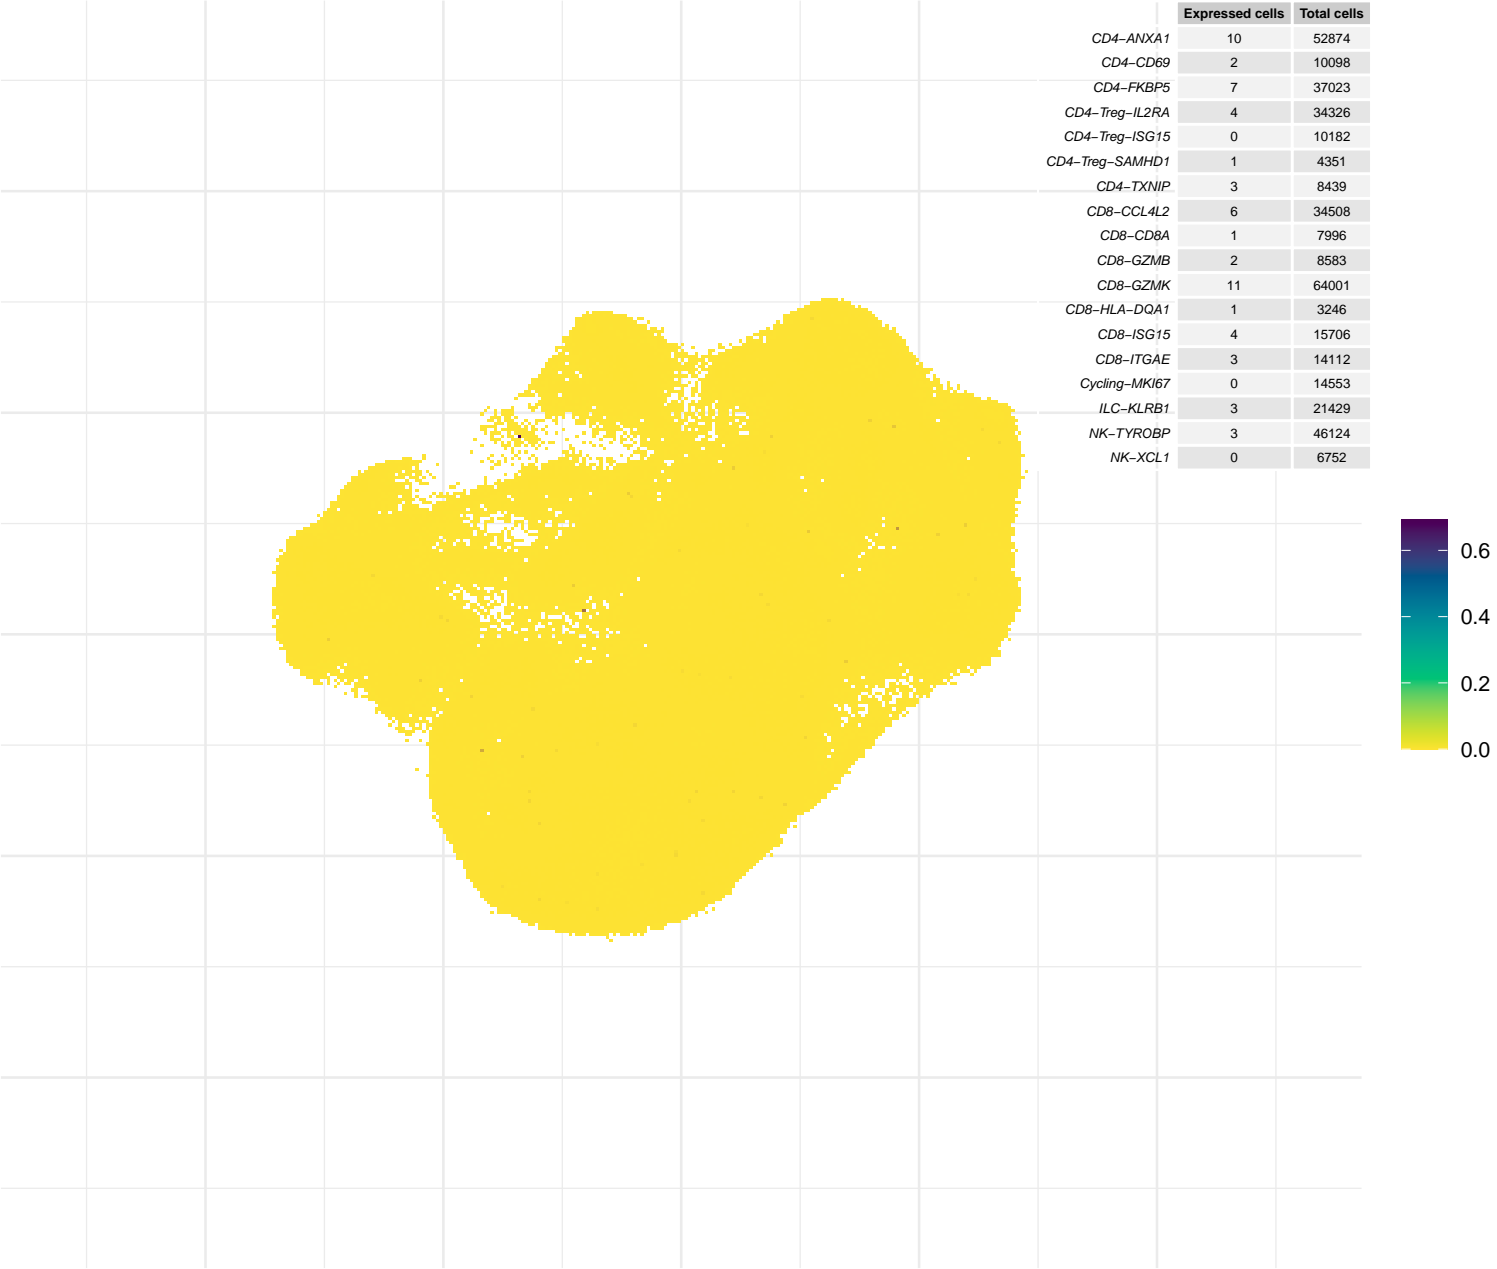 Expressed cells Total cells
CD4−ANXA1 10 52874
CD4−CD69 2 10098
CD4−FKBP5 7 37023
CD4−Treg−IL2RA 4 34326
CD4−Treg−ISG15 0 10182
CD4−Treg−SAMHD1 1 4351
CD4−TXNIP 3 8439
CD8−CCL4L2 6 34508
CD8−CD8A 1 7996
CD8−GZMB 2 8583
CD8−GZMK 11 64001
CD8−HLA−DQA1 1 3246
CD8−ISG15 4 15706
CD8−ITGAE 3 14112
Cycling−MKI67 0 14553
ILC−KLRB1 3 21429
NK−TYROBP 3 46124
NK−XCL1 0 6752
0.6
0.4
0.2
0.0